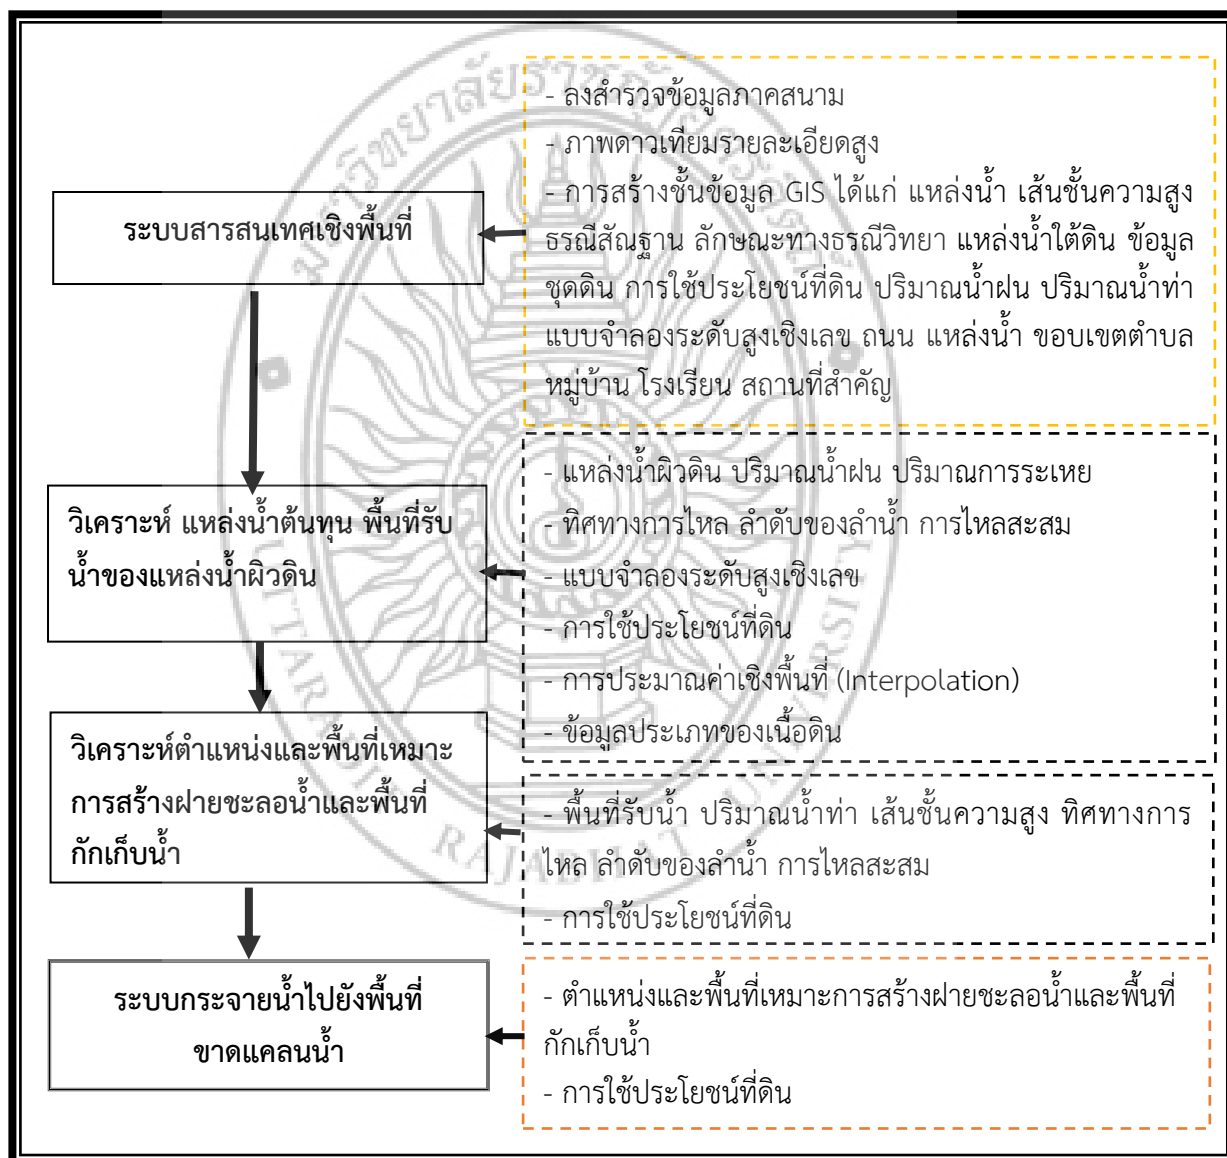 มหาวิทยาลัยราชภัฏอุตรดิตถ์
UTTARADIT RAJABHAT UNIVERSITY
ระบบสารสนเทศเชิงพื้นที่
- ลงสำรวจข้อมูลภาคสนาม
- ภาพดาวเทียมรายละเอียดสูง
- การสร้างชั้นข้อมูล GIS ได้แก่ แหล่งน้ำ เส้นชั้นความสูง
ธรณีสัณฐาน ลักษณะทางธรณีวิทยา แหล่งน้ำใต้ดิน ข้อมูล
ชุดดิน การใช้ประโยชน์ที่ดิน ปริมาณน้ำฝน ปริมาณน้ำท่า
แบบจำลองระดับสูงเชิงเลข ถนน แหล่งน้ำ ขอบเขตตำบล
หมู่บ้าน โรงเรียน สถานที่สำคัญ
วิเคราะห์ แหล่งน้ำต้นทุน พื้นที่รับ
น้ำของแหล่งน้ำผิวดิน
- แหล่งน้ำผิวดิน ปริมาณน้ำฝน ปริมาณการระเหย
- ทิศทางการไหล ลำดับของลำน้ำ การไหลสะสม
- แบบจำลองระดับสูงเชิงเลข
- การใช้ประโยชน์ที่ดิน
- การประมาณค่าเชิงพื้นที่ (Interpolation)
- ข้อมูลประเภทของเนื้อดิน
วิเคราะห์ตำแหน่งและพื้นที่เหมาะ
การสร้างฝายชะลอน้ำและพื้นที่
กักเก็บน้ำ
- พื้นที่รับน้ำ ปริมาณน้ำท่า เส้นชั้นความสูง ทิศทางการ
ไหล ลำดับของลำน้ำ การไหลสะสม
- การใช้ประโยชน์ที่ดิน
ระบบกระจายน้ำไปยังพื้นที่
ขาดแคลนน้ำ
- ตำแหน่งและพื้นที่เหมาะการสร้างฝายชะลอน้ำและพื้นที่
กักเก็บน้ำ
- การใช้ประโยชน์ที่ดิน